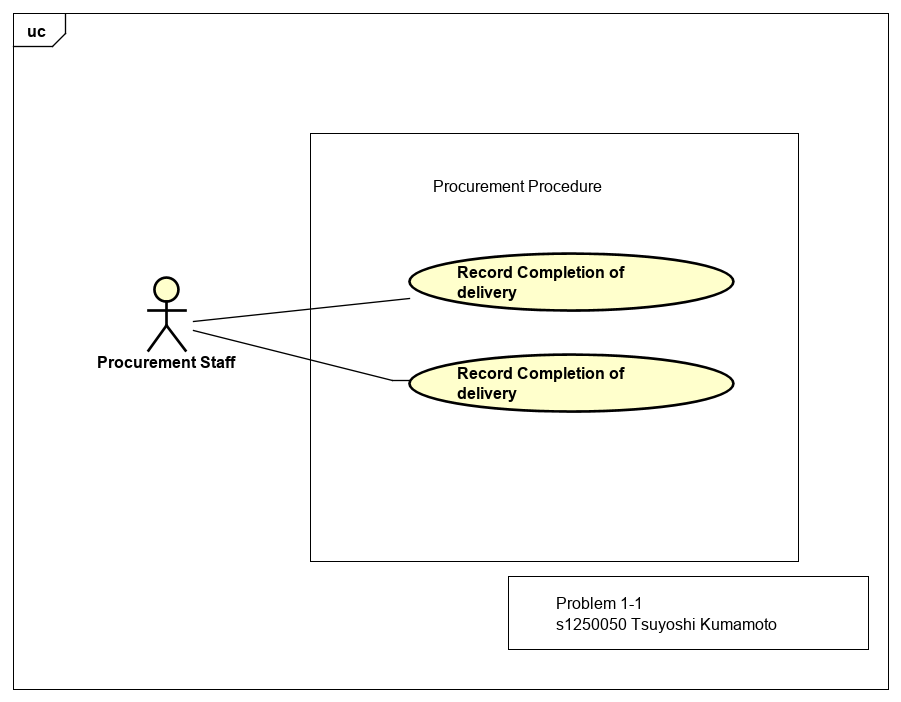 uc
Procurement Procedure
Record Completion of
delivery
Procurement Staff
Record Completion of
delivery
Problem 1-1
s1250050 Tsuyoshi Kumamoto